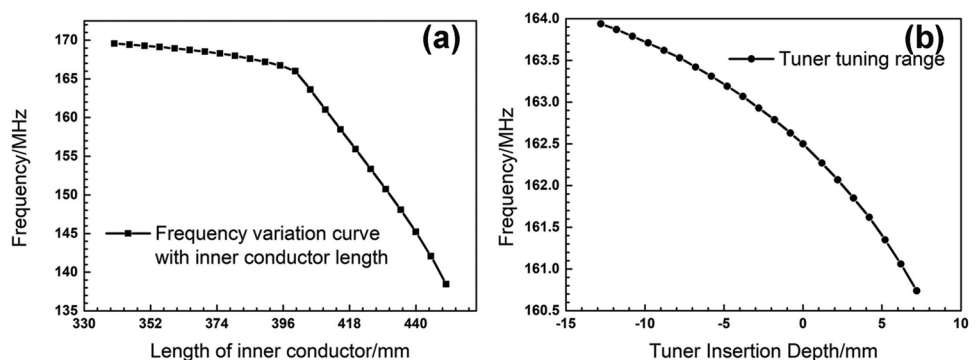 (a)
170
165
160
155
150
145
140
135
Frequency/MHz
Frequency variation curve
with inner conductor length
330 352 374 396 418 440
Length of inner conductor/mm
(b)
164.0
163.5
163.0
162.5
162.0
161.5
161.0
160.5
Frequency/MHz
Tuner tuning range
-15 -10 -5 0 5 10
Tuner Insertion Depth/mm